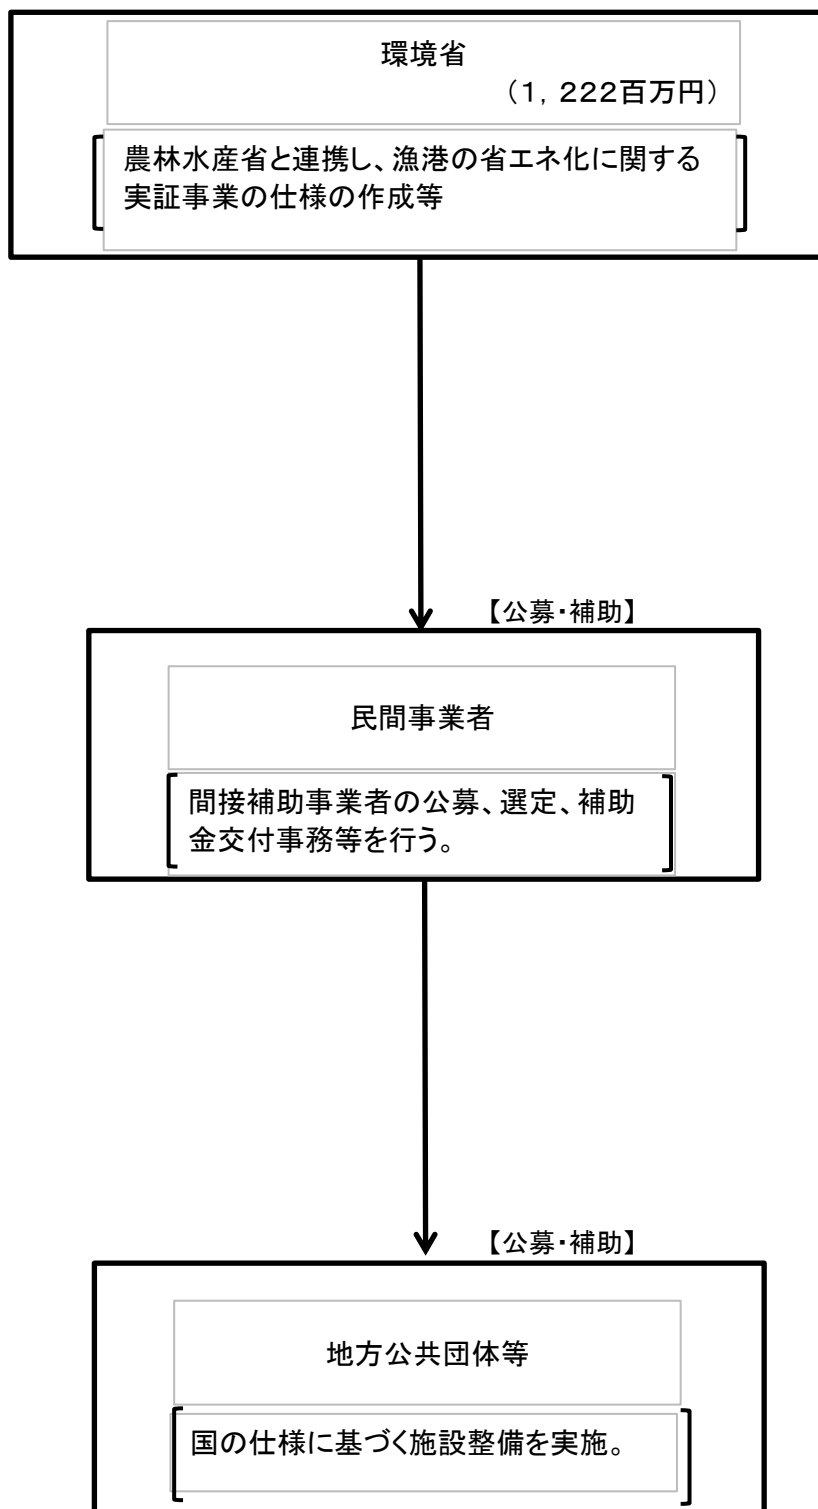 環境省
（１，２２２百万円）
農林水産省と連携し、漁港の省エネ化に関する
実証事業の仕様の作成等
【公募・補助】
民間事業者
間接補助事業者の公募、選定、補助
金交付事務等を行う。
【公募・補助】
地方公共団体等
国の仕様に基づく施設整備を実施。